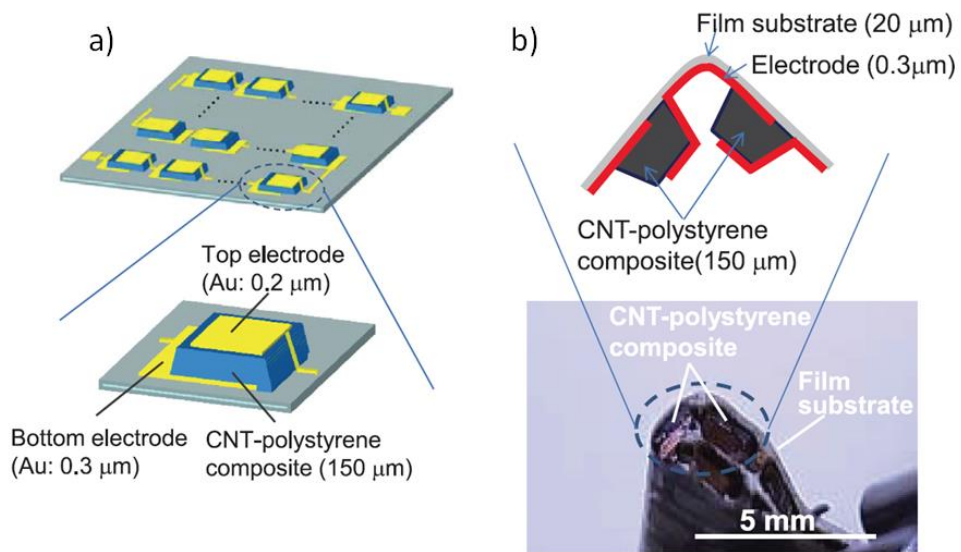 a)
Top electrode
(Au: 0.2 μm)
Bottom electrode
(Au: 0.3 μm)
CNT-polystyrene
composite (150 μm)
b)
Film substrate (20 μm)
Electrode (0.3μm)
CNT-polystyrene
composite(150 μm)
CNT-polystyrene
composite
Film
substrate
5 mm